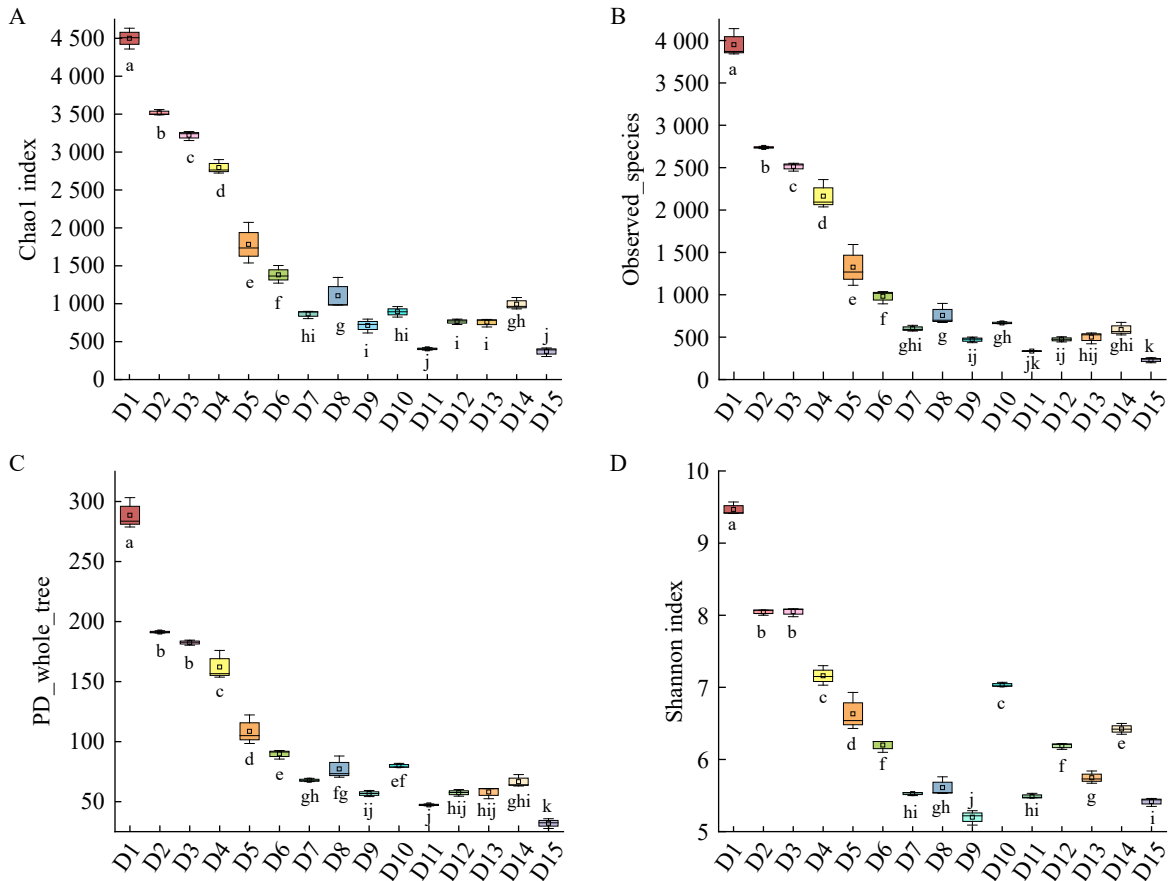 A
Chao1 index
4 500
4 000
3 500
3 000
2 500
2 000
1 500
1 000
500
0
a
b
c
d
e
f
hi
g
i
hi
j
i
i
gh
j
D1 D2 D3 D4 D5 D6 D7 D8 D9 D10 D11 D12 D13 D14 D15
B
Observed_species
4 000
3 500
3 000
2 500
2 000
1 500
1 000
500
0
a
b
c
d
e
f
ghi
g
ij
gh
jk
ij
hij
ghi
k
D1 D2 D3 D4 D5 D6 D7 D8 D9 D10 D11 D12 D13 D14 D15
C
PD_whole_tree
300
250
200
150
100
50
a
b
b
c
d
e
gh
fg
ij
ef
j
hij
hij
ghi
k
D1 D2 D3 D4 D5 D6 D7 D8 D9 D10 D11 D12 D13 D14 D15
D
Shannon index
10
9
8
7
6
5
a
b
b
c
d
f
hi
gh
j
c
hi
f
g
e
i
D1 D2 D3 D4 D5 D6 D7 D8 D9 D10 D11 D12 D13 D14 D15